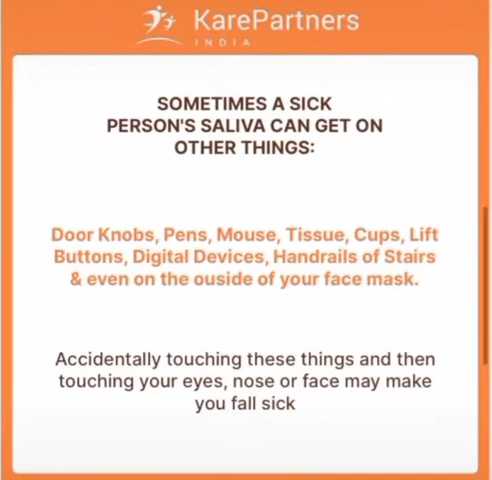 KarePartners
INDIA
SOMETIMES A SICK
PERSON'S SALIVA CAN GET ON
OTHER THINGS:
Door Knobs, Pens, Mouse, Tissue, Cups, Lift
Buttons, Digital Devices, Handrails of Stairs
& even on the ouside of your face mask.
Accidentally touching these things and then
touching your eyes, nose or face may make
you fall sick